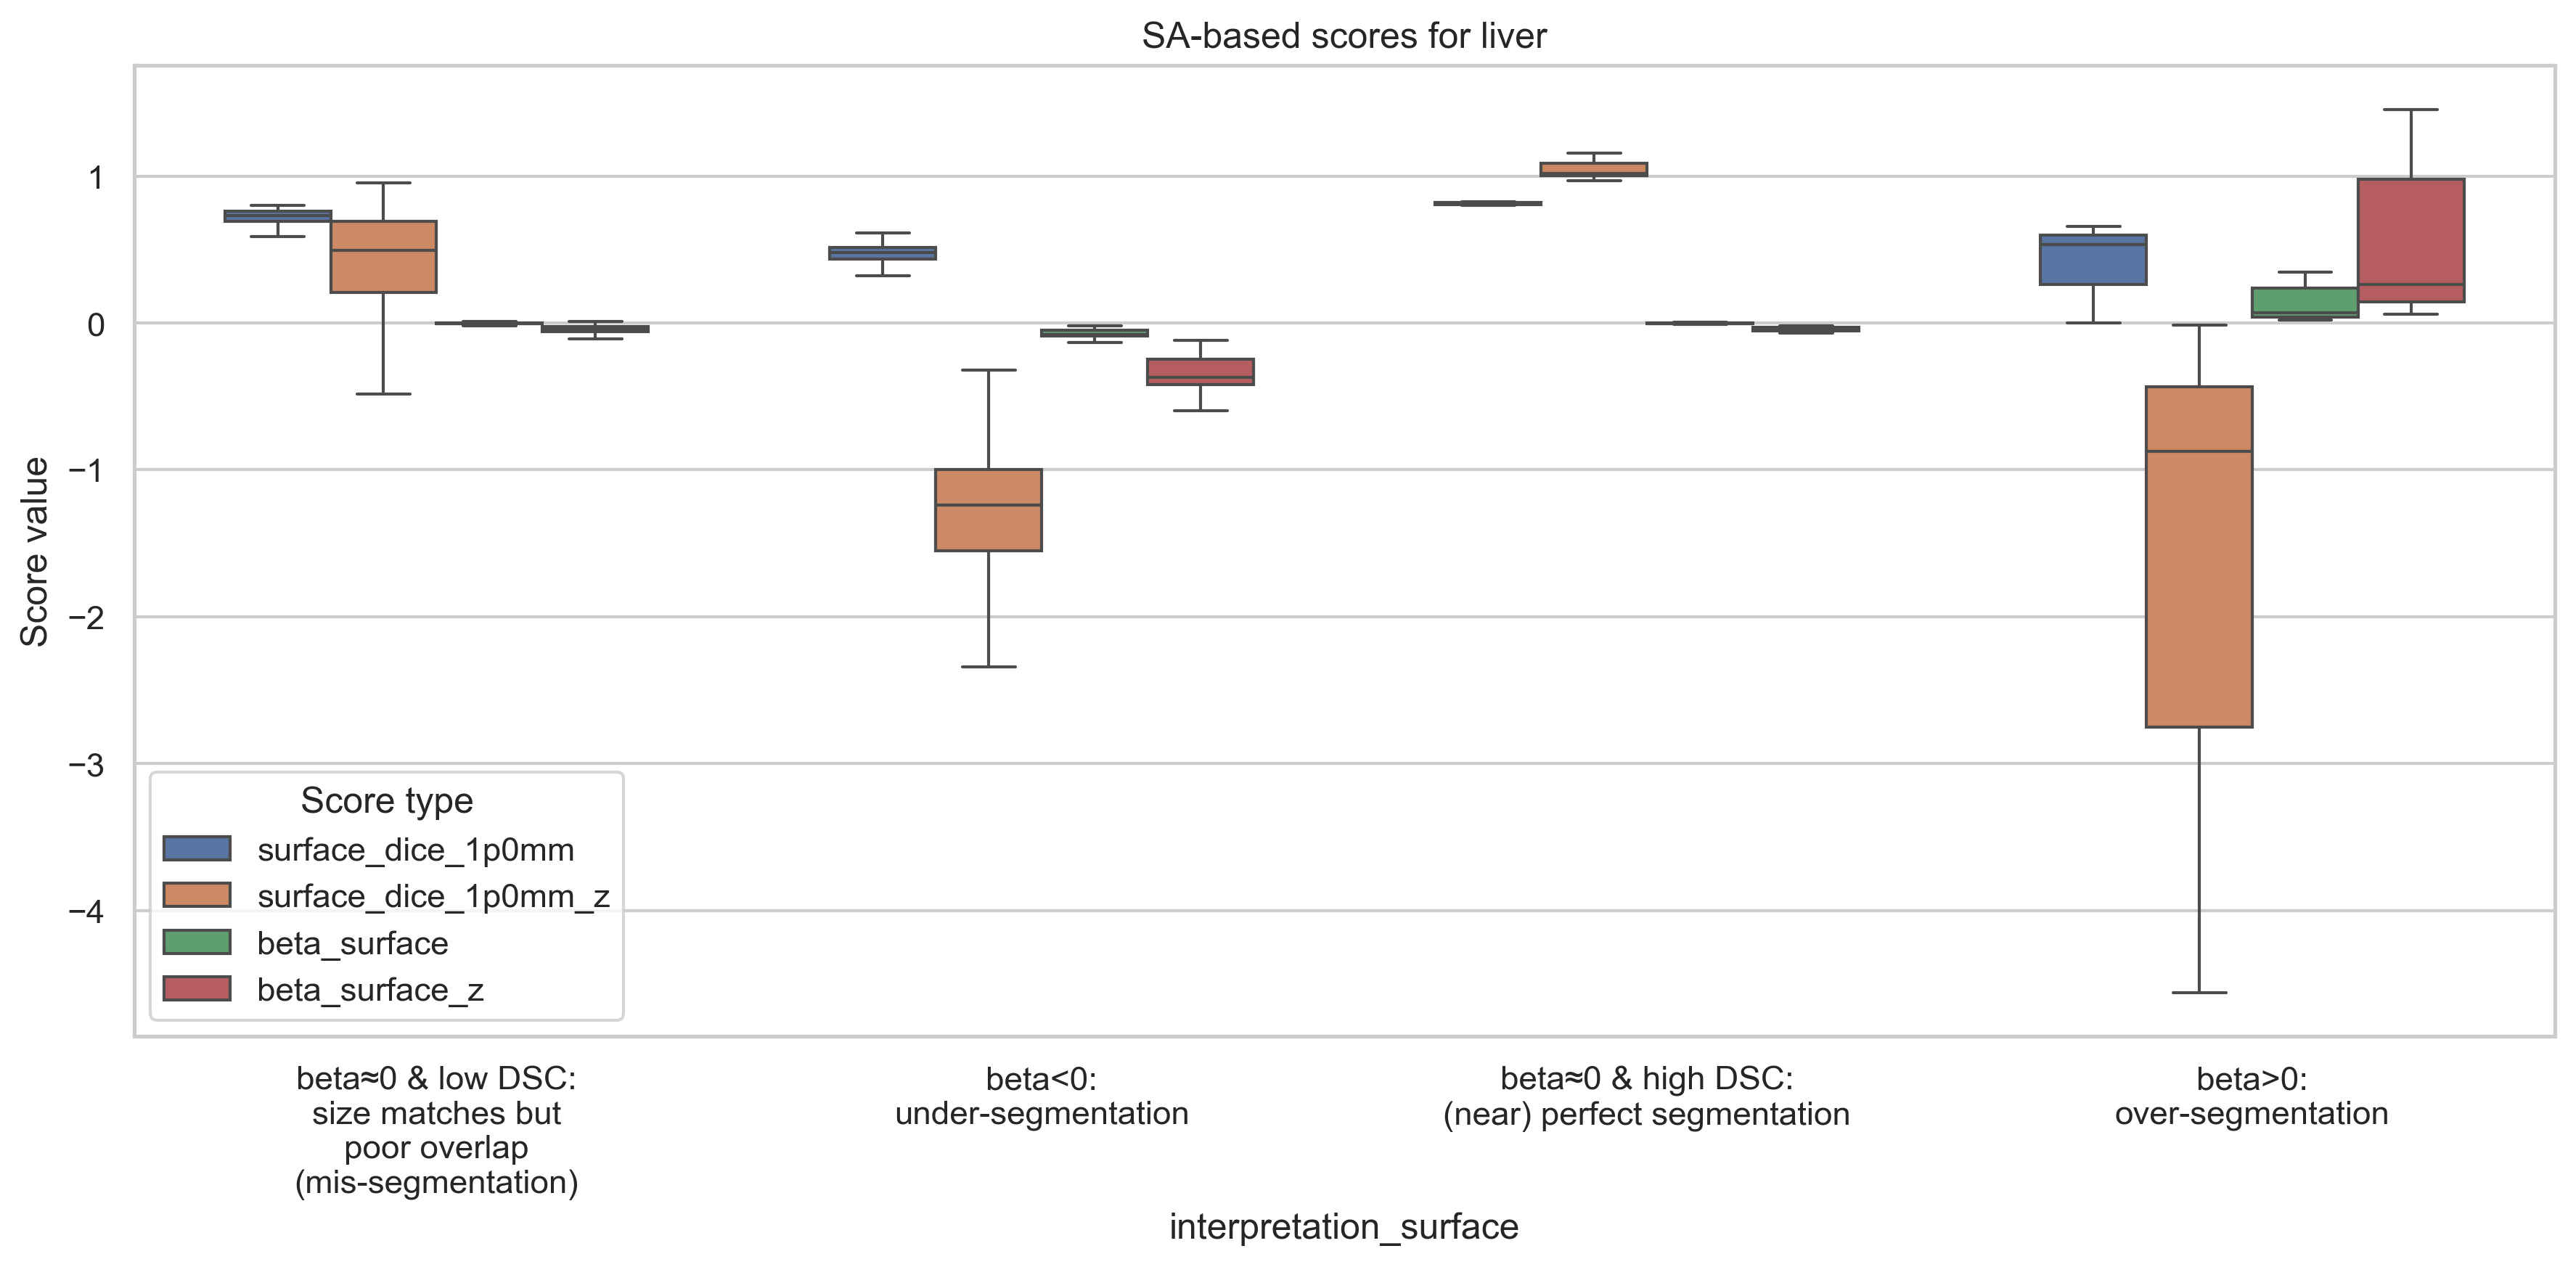 SA-based scores for liver
Score value
1
0
−1
−2
−3
−4
Score type
surface_dice_1p0mm
surface_dice_1p0mm_z
beta_surface
beta_surface_z
beta≈0 & low DSC:
size matches but
poor overlap
(mis-segmentation)
beta<0:
under-segmentation
beta≈0 & high DSC:
(near) perfect segmentation
beta>0:
over-segmentation
interpretation_surface